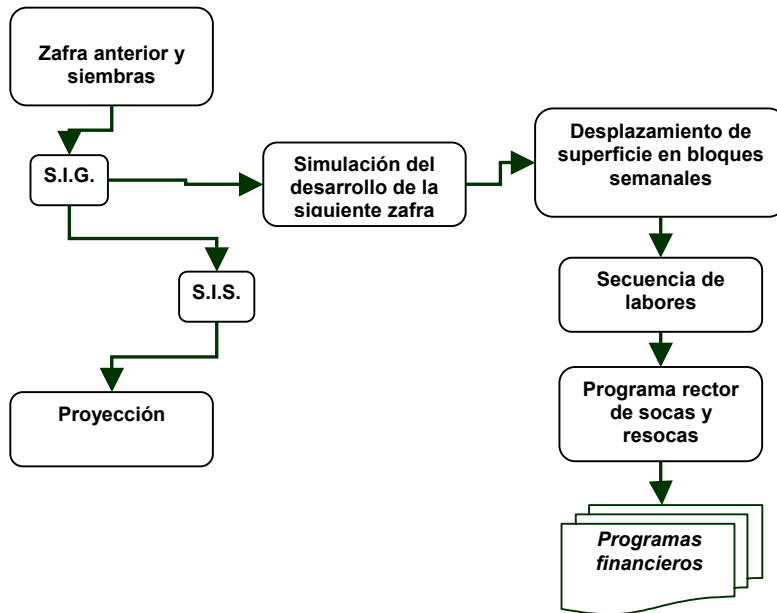 Zafra anterior y
siembras
S.I.G.
Simulación del
desarrollo de la
siguiente zafra
Desplazamiento de
superficie en bloques
semanales
S.I.S.
Secuencia de
labores
Proyección
Programa rector
de socas y
resocas
Programas
financieros